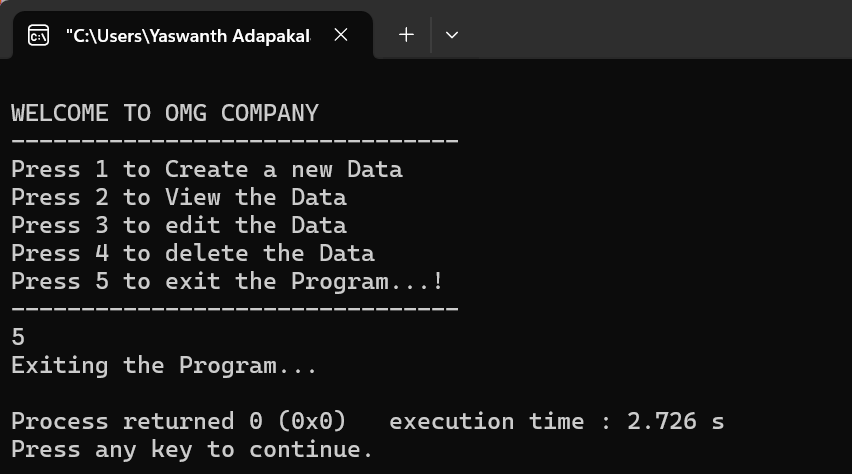 "C:\Users\Yaswanth Adapakal
WELCOME TO OMG COMPANY
--------------------------------
Press 1 to Create a new Data
Press 2 to View the Data
Press 3 to edit the Data
Press 4 to delete the Data
Press 5 to exit the Program...!
--------------------------------
5
Exiting the Program...
Process returned 0 (0x0)   execution time : 2.726 s
Press any key to continue.